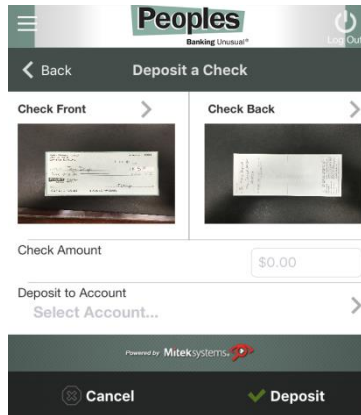 Peoples
Banking Unusual®
Log Out
Back
Deposit a Check
Check Front
Check Back
Check Amount
$0.00
Deposit to Account
Select Account...
Powered by Miteksystems.
Cancel
Deposit